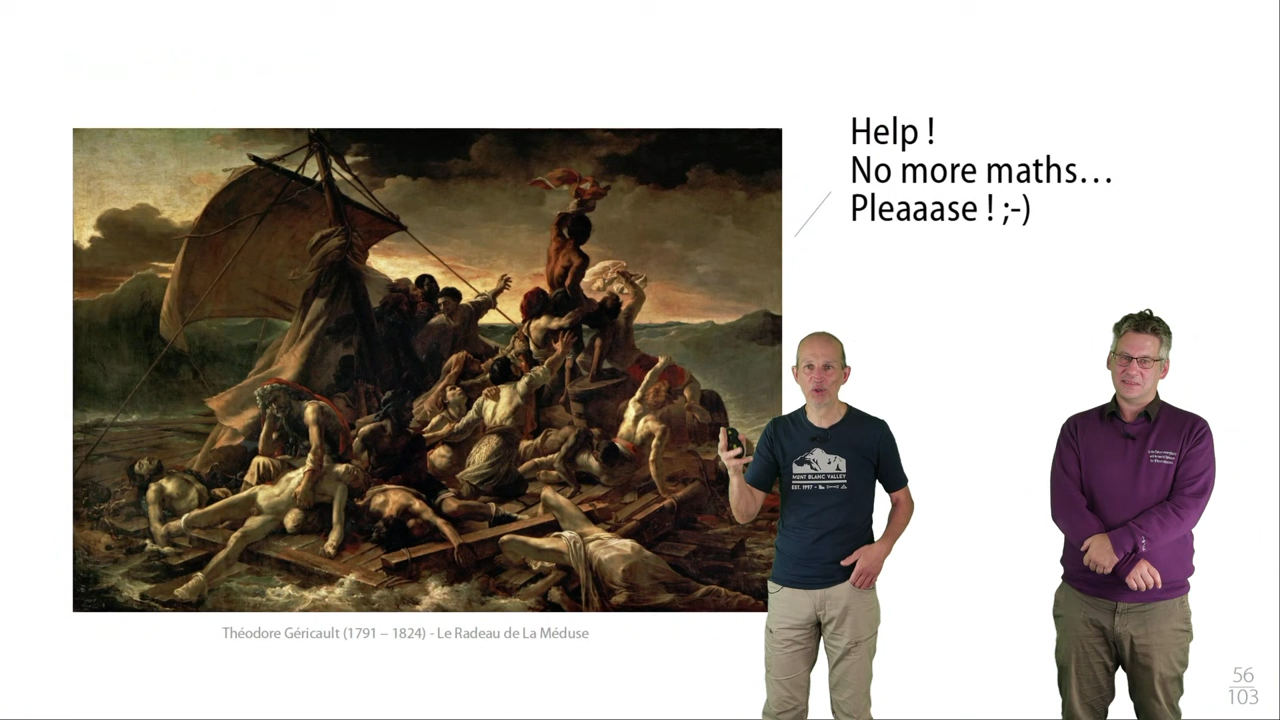 Help !
No more maths…
Pleaaase ! ;-)
MONT BLANC VALLEY
EST. 1997 -
Théodore Géricault (1791 – 1824) - Le Radeau de La Méduse
56
103